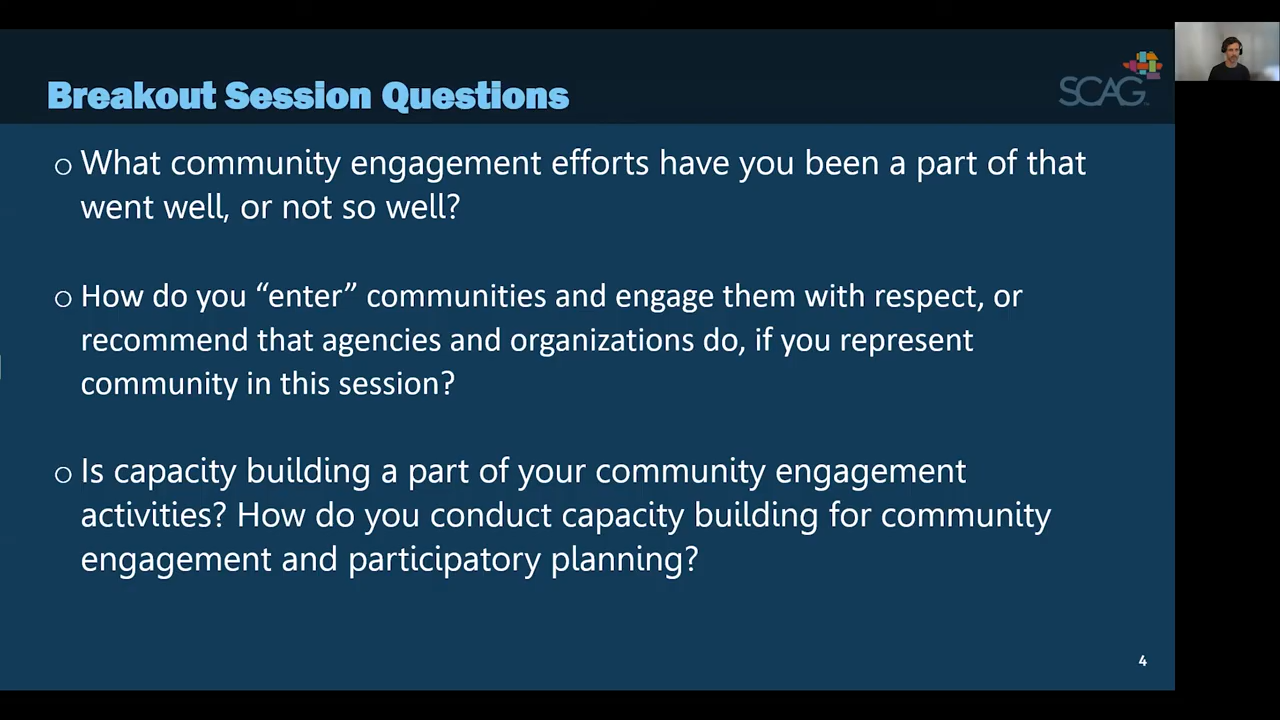 Breakout Session Questions
SCAG
o What community engagement efforts have you been a part of that
went well, or not so well?
o How do you “enter” communities and engage them with respect, or
recommend that agencies and organizations do, if you represent
community in this session?
o Is capacity building a part of your community engagement
activities? How do you conduct capacity building for community
engagement and participatory planning?
4